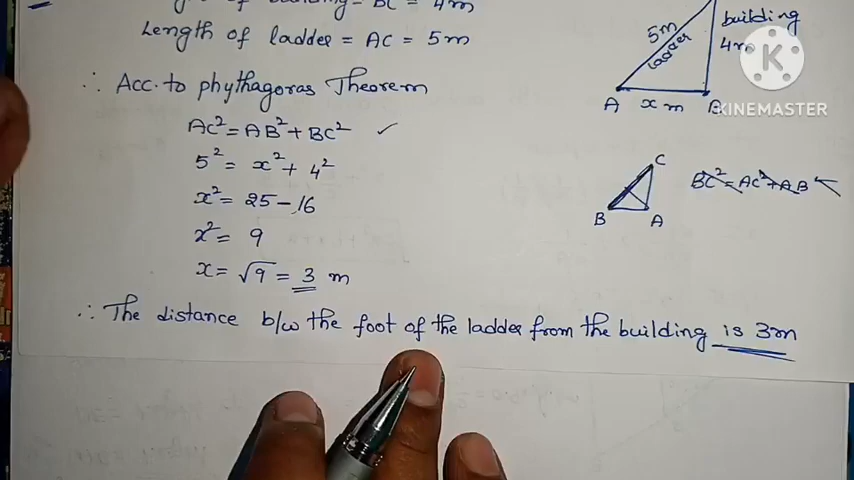 BC = 4m
Length of ladder = AC = 5m
∴ Acc. to phythagoras Theorem
AC² = AB² + BC² ✓
5² = x² + 4²
x² = 25 - 16
x² = 9
x = √9 = 3 m
∴ The distance b/w the foot of the ladder from the building is 3m
5m
ladder
building
4m
A x m B
KINEMASTER
C
B A
BC² = AC² + AB